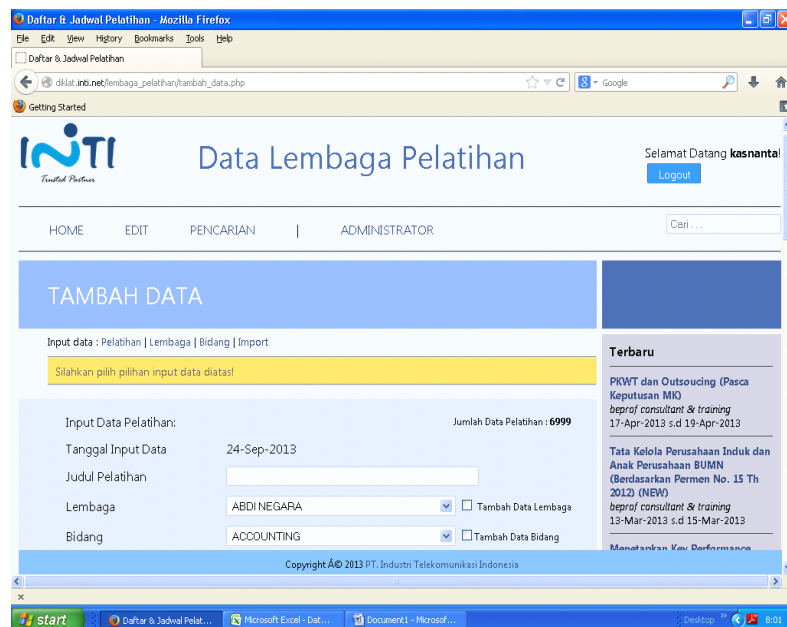 Daftar & Jadwal Pelatihan - Mozilla Firefox
File Edit View History Bookmarks Tools Help
Daftar & Jadwal Pelatihan
diklat.inti.net/lembaga_pelatihan/tambah_data.php
Google
Getting Started
INTI
Trusted Partner
Data Lembaga Pelatihan
Selamat Datang kasnanta!
Logout
HOME EDIT PENCARIAN | ADMINISTRATOR
Cari . . .
TAMBAH DATA
Input data : Pelatihan | Lembaga | Bidang | Import
Silahkan pilih pilihan input data diatas!
Input Data Pelatihan:
Jumlah Data Pelatihan : 6999
Tanggal Input Data 24-Sep-2013
Judul Pelatihan
Lembaga ABDI NEGARA Tambah Data Lembaga
Bidang ACCOUNTING Tambah Data Bidang
Terbaru
PKWT dan Outsoucing (Pasca
Keputusan MK)
beprof consultant & training
17-Apr-2013 s.d 19-Apr-2013
Tata Kelola Perusahaan Induk dan
Anak Perusahaan BUMN
(Berdasarkan Permen No. 15 Th
2012) (NEW)
beprof consultant & training
13-Mar-2013 s.d 15-Mar-2013
Menetapkan Key Performance
Copyright Â© 2013 PT. Industri Telekomunikasi Indonesia
start
Daftar & Jadwal Pelat...
Microsoft Excel - Dat...
Document1 - Microsof...
Desktop
8:01